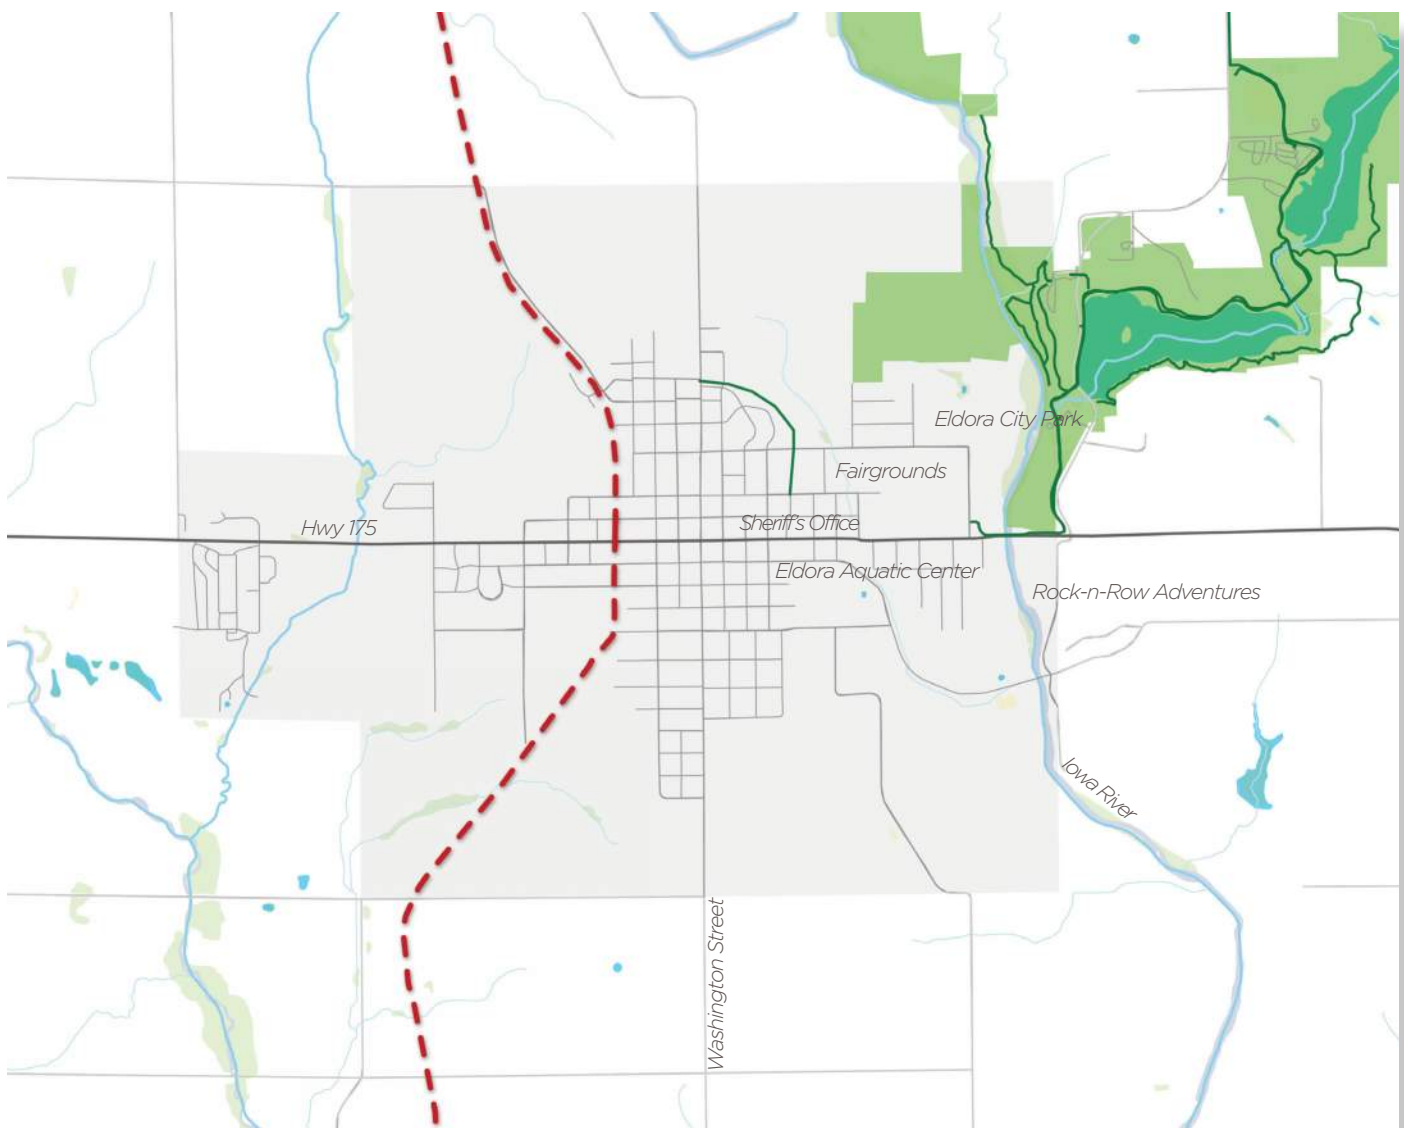 Eldora City Park
Fairgrounds
Hwy 175
Sheriff's Office
Eldora Aquatic Center
Rock-n-Row Adventures
Iowa River
Washington Street